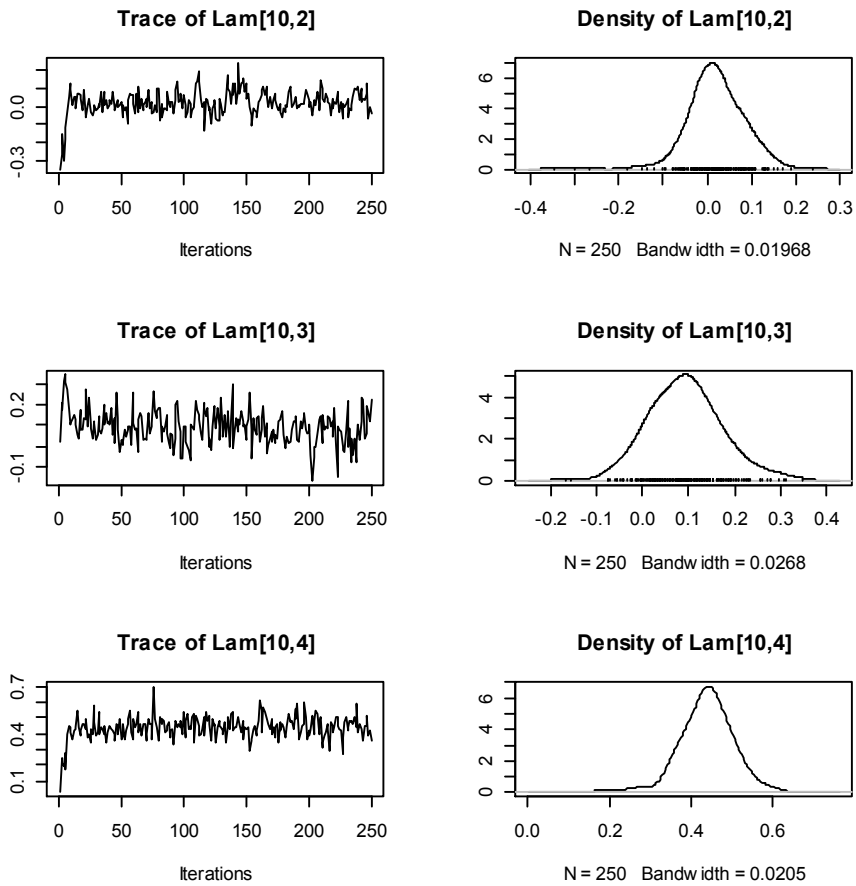 Trace of Lam[10,2]
0.0
-0.3
0 50 100 150 200 250
Iterations
Density of Lam[10,2]
6
4
2
0
-0.4 -0.2 0.0 0.1 0.2 0.3
N = 250 Bandwidth = 0.01968
Trace of Lam[10,3]
0.2
-0.1
0 50 100 150 200 250
Iterations
Density of Lam[10,3]
4
2
0
-0.2 -0.1 0.0 0.1 0.2 0.3 0.4
N = 250 Bandwidth = 0.0268
Trace of Lam[10,4]
0.7
0.4
0.1
0 50 100 150 200 250
Iterations
Density of Lam[10,4]
6
4
2
0
0.0 0.2 0.4 0.6
N = 250 Bandwidth = 0.0205